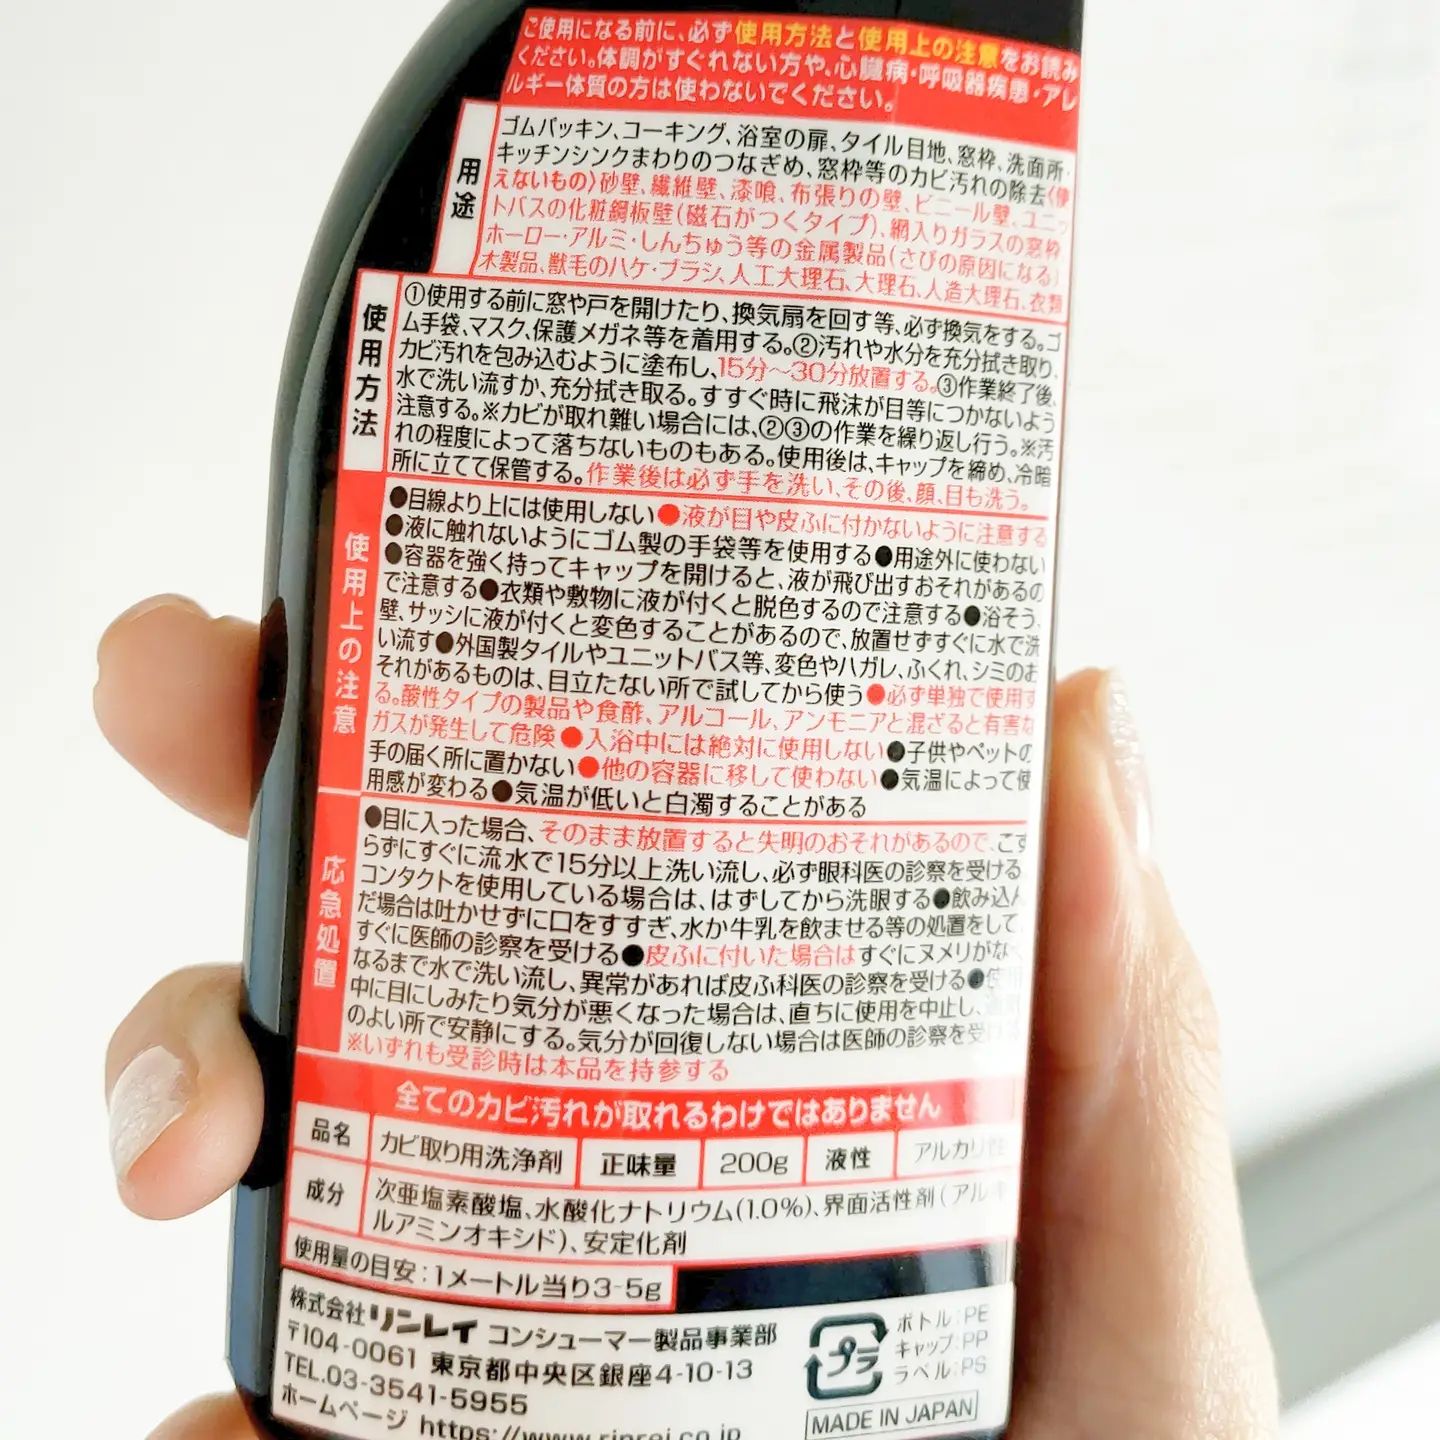 ご使用になる前に、必ず使用方法と使用上の注意をお読み
ください。体調がすぐれない方や、心臓病・呼吸器疾患・アレ
ルギー体質の方は使わないでください。
用途
ゴムパッキン、コーキング、浴室の扉、タイル目地、窓枠、洗面所・
キッチンシンクまわりのつなぎめ、窓枠等のカビ汚れの除去〈使
えないもの〉砂壁、繊維壁、漆喰、布張りの壁、ビニール壁、ユニッ
トバスの化粧鋼板壁(磁石がつくタイプ)、網入りガラスの窓枠
ホーロー・アルミ・しんちゅう等の金属製品(さびの原因になる)
木製品、獣毛のハケ・ブラシ、人工大理石、大理石、人造大理石、衣類
使用方法
①使用する前に窓や戸を開けたり、換気扇を回す等、必ず換気をする。ゴ
ム手袋、マスク、保護メガネ等を着用する。②汚れや水分を充分拭き取り、
カビ汚れを包み込むように塗布し、15分〜30分放置する。③作業終了後、
水で洗い流すか、充分拭き取る。すすぐ時に飛沫が目等につかないよう
注意する。※カビが取れ難い場合には、②③の作業を繰り返し行う。※汚
れの程度によって落ちないものもある。使用後は、キャップを締め、冷暗
所に立てて保管する。作業後は必ず手を洗い、その後、顔、目も洗う。
使用上の注意
●目線より上には使用しない●液が目や皮ふに付かないように注意する
●液に触れないようにゴム製の手袋等を使用する●用途外に使わない
●容器を強く持ってキャップを開けると、液が飛び出すおそれがあるの
で注意する●衣類や敷物に液が付くと脱色するので注意する●浴そう、
壁、サッシに液が付くと変色することがあるので、放置せずすぐに水で洗
い流す●外国製タイルやユニットバス等、変色やハガレ、ふくれ、シミのお
それがあるものは、目立たない所で試してから使う●必ず単独で使用す
る。酸性タイプの製品や食酢、アルコール、アンモニアと混ざると有害な
ガスが発生して危険●入浴中には絶対に使用しない●子供やペットの
手の届く所に置かない●他の容器に移して使わない●気温によって使
用感が変わる●気温が低いと白濁することがある
応急処置
●目に入った場合、そのまま放置すると失明のおそれがあるので、こす
らずにすぐに流水で15分以上洗い流し、必ず眼科医の診察を受ける
コンタクトを使用している場合は、はずしてから洗眼する●飲み込ん
だ場合は吐かせずに口をすすぎ、水か牛乳を飲ませる等の処置をして、
すぐに医師の診察を受ける●皮ふに付いた場合はすぐにヌメリがなく
なるまで水で洗い流し、異常があれば皮ふ科医の診察を受ける●使用
中に目にしみたり気分が悪くなった場合は、直ちに使用を中止し、
のよい所で安静にする。気分が回復しない場合は医師の診察を受
※いずれも受診時は本品を持参する
全てのカビ汚れが取れるわけではありません
品名 カビ取り用洗浄剤 正味量 200g 液性 アルカリ性
成分 次亜塩素酸塩、水酸化ナトリウム(1.0%)、界面活性剤(アルキ
ルアミンオキシド)、安定化剤
使用量の目安：1メートル当り3-5g
株式会社リンレイ コンシューマー製品事業部
〒104-0061 東京都中央区銀座4-10-13
TEL.03-3541-5955
ホームページ https://www.rinrei.co.jp
プラ
ボトル：PE
キャップ：PP
ラベル：PS
MADE IN JAPAN